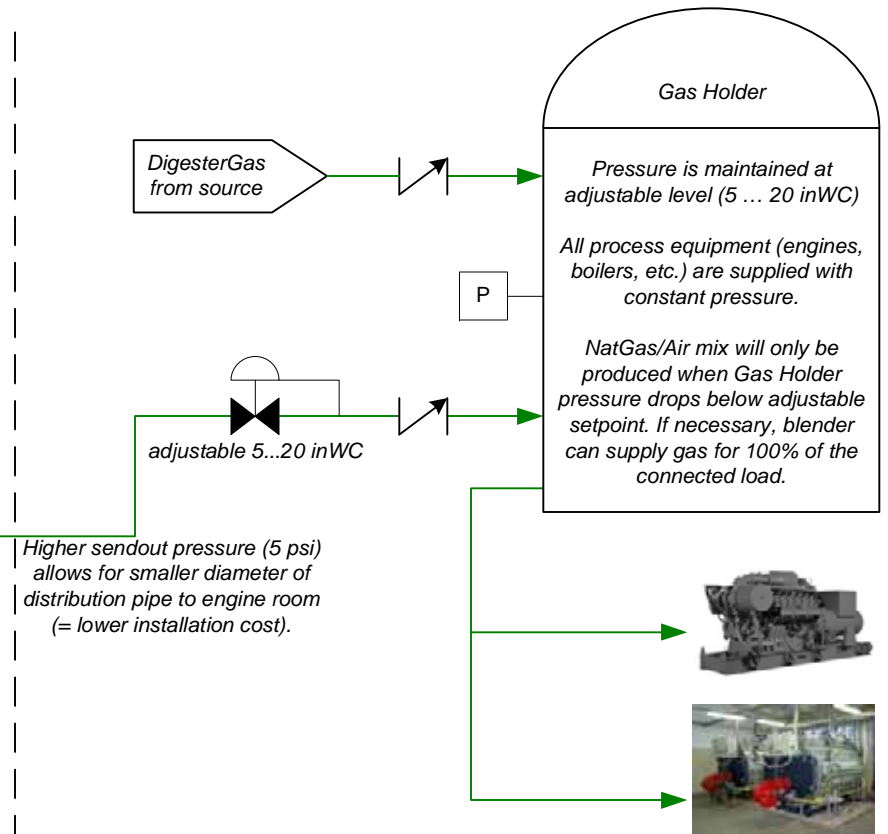 Gas Holder
DigesterGas
from source
Pressure is maintained at
adjustable level (5 … 20 inWC)
All process equipment (engines,
boilers, etc.) are supplied with
constant pressure.
P
NatGas/Air mix will only be
produced when Gas Holder
pressure drops below adjustable
setpoint. If necessary, blender
can supply gas for 100% of the
connected load.
adjustable 5...20 inWC
Higher sendout pressure (5 psi)
allows for smaller diameter of
distribution pipe to engine room
(= lower installation cost).